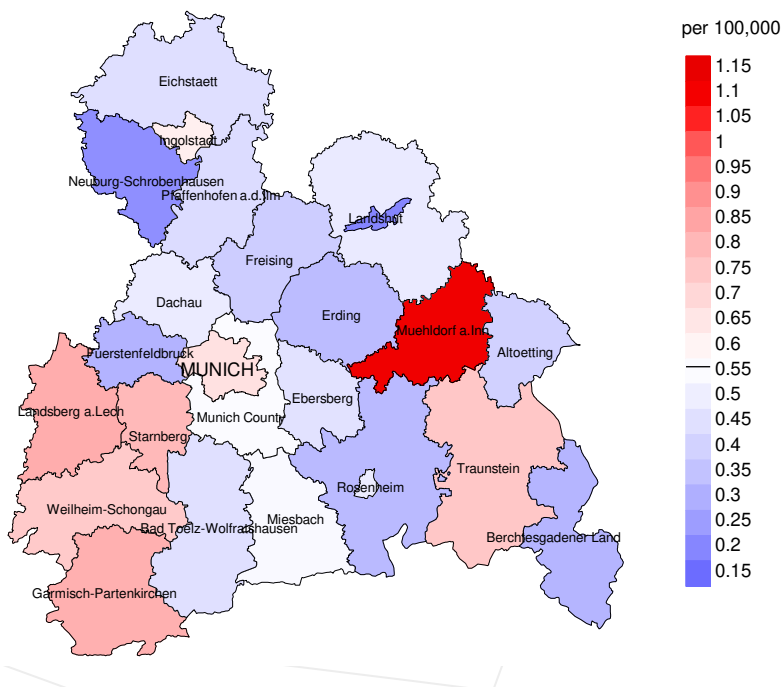 per 100,000
1.15
1.1
1.05
1
0.95
0.9
0.85
0.8
0.75
0.7
0.65
0.6
0.55
0.5
0.45
0.4
0.35
0.3
0.25
0.2
0.15
Eichstaett
Ingolstadt
Neuburg-Schrobenhausen
Pfaffenhofen a.d.Ilm
Landshut
Freising
Dachau
Erding
Muehldorf a.Inn
Altoetting
Fuerstenfeldbruck
MUNICH
Ebersberg
Landsberg a.Lech
Munich County
Starnberg
Traunstein
Rosenheim
Weilheim-Schongau
Miesbach
Bad Toelz-Wolfratshausen
Berchtesgadener Land
Garmisch-Partenkirchen